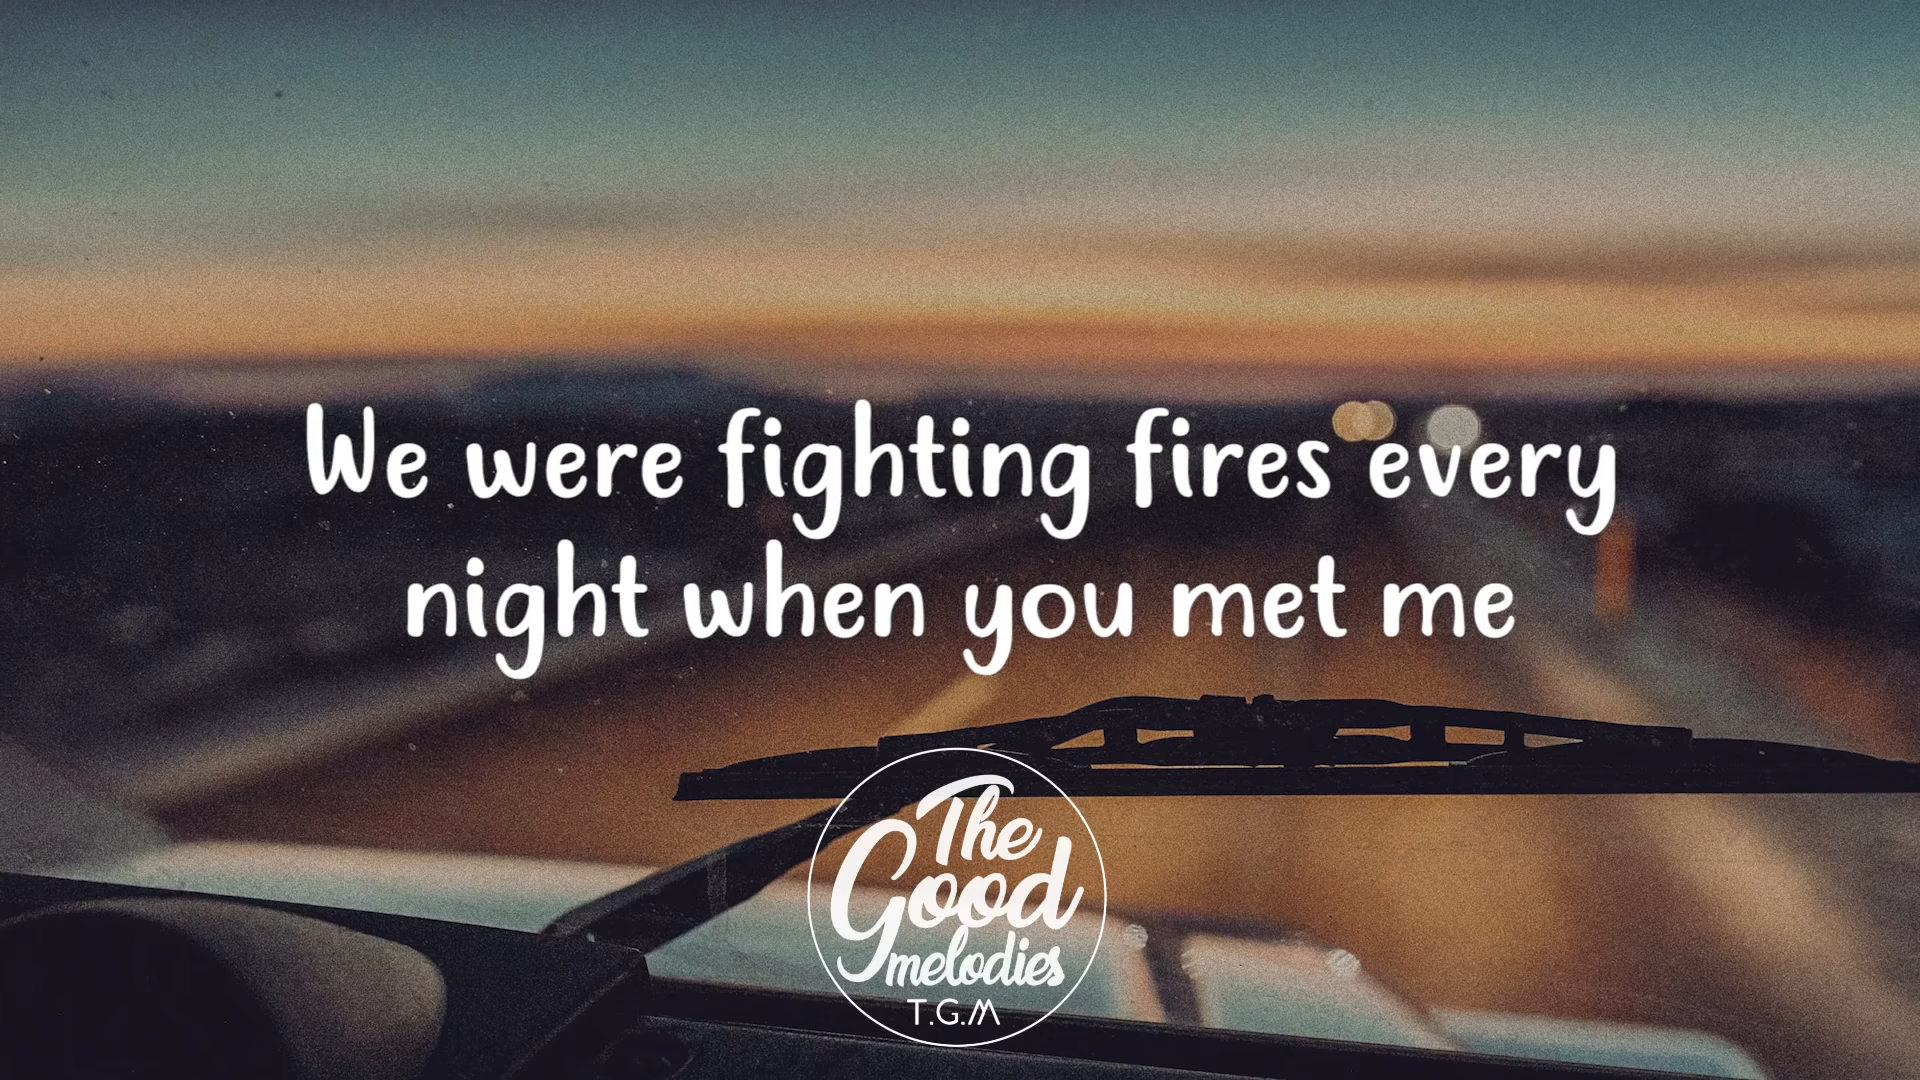 We were fighting fires every
night when you met me
The
Good
melodies
T.G.M